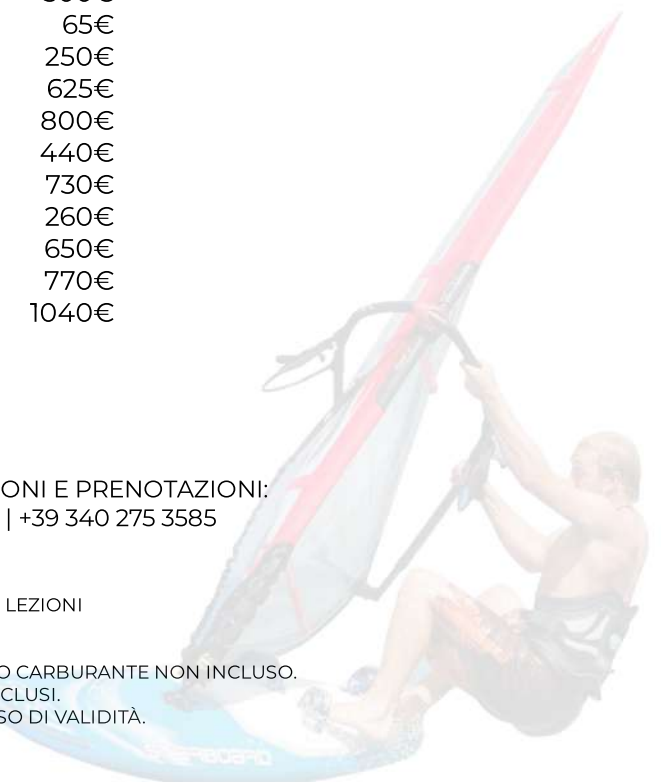 65€
250€
625€
800€
440€
730€
260€
650€
770€
1040€
ONI E PRENOTAZIONI:
| +39 340 275 3585
LEZIONI
O CARBURANTE NON INCLUSO.
CLUSI.
SO DI VALIDITÀ.